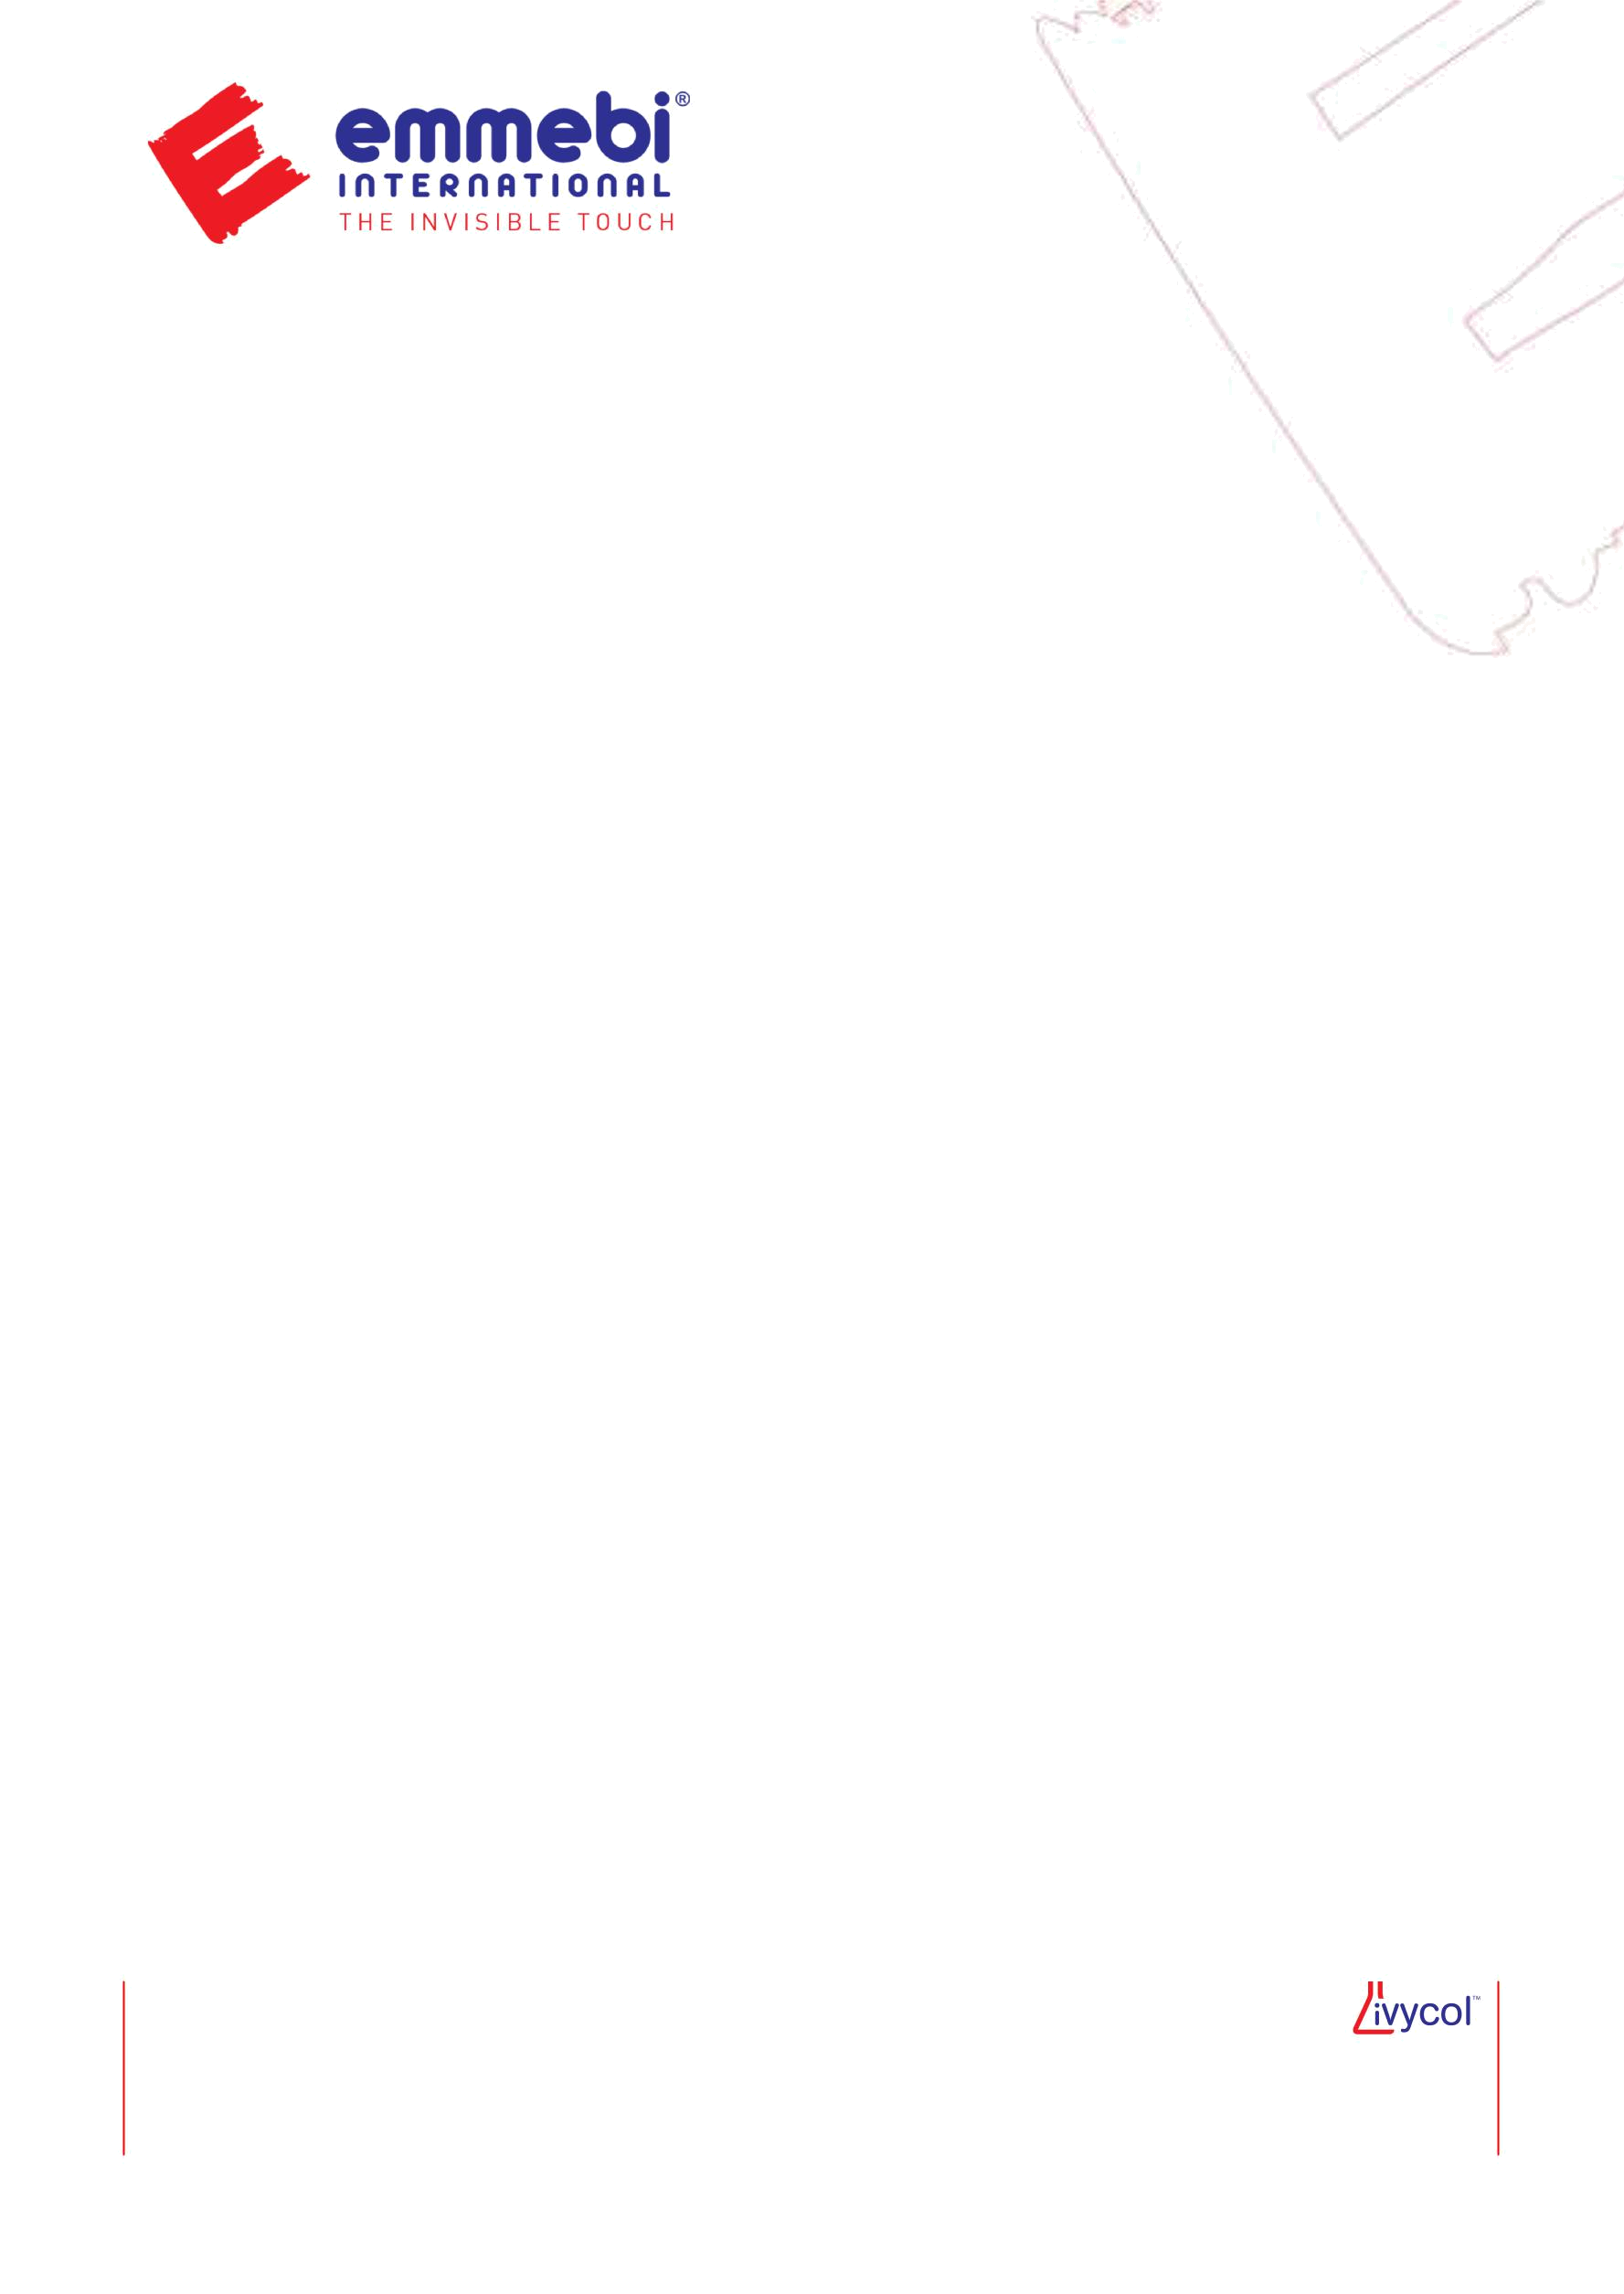 emmebi®
INTERNATIONAL
THE INVISIBLE TOUCH
ivycol™